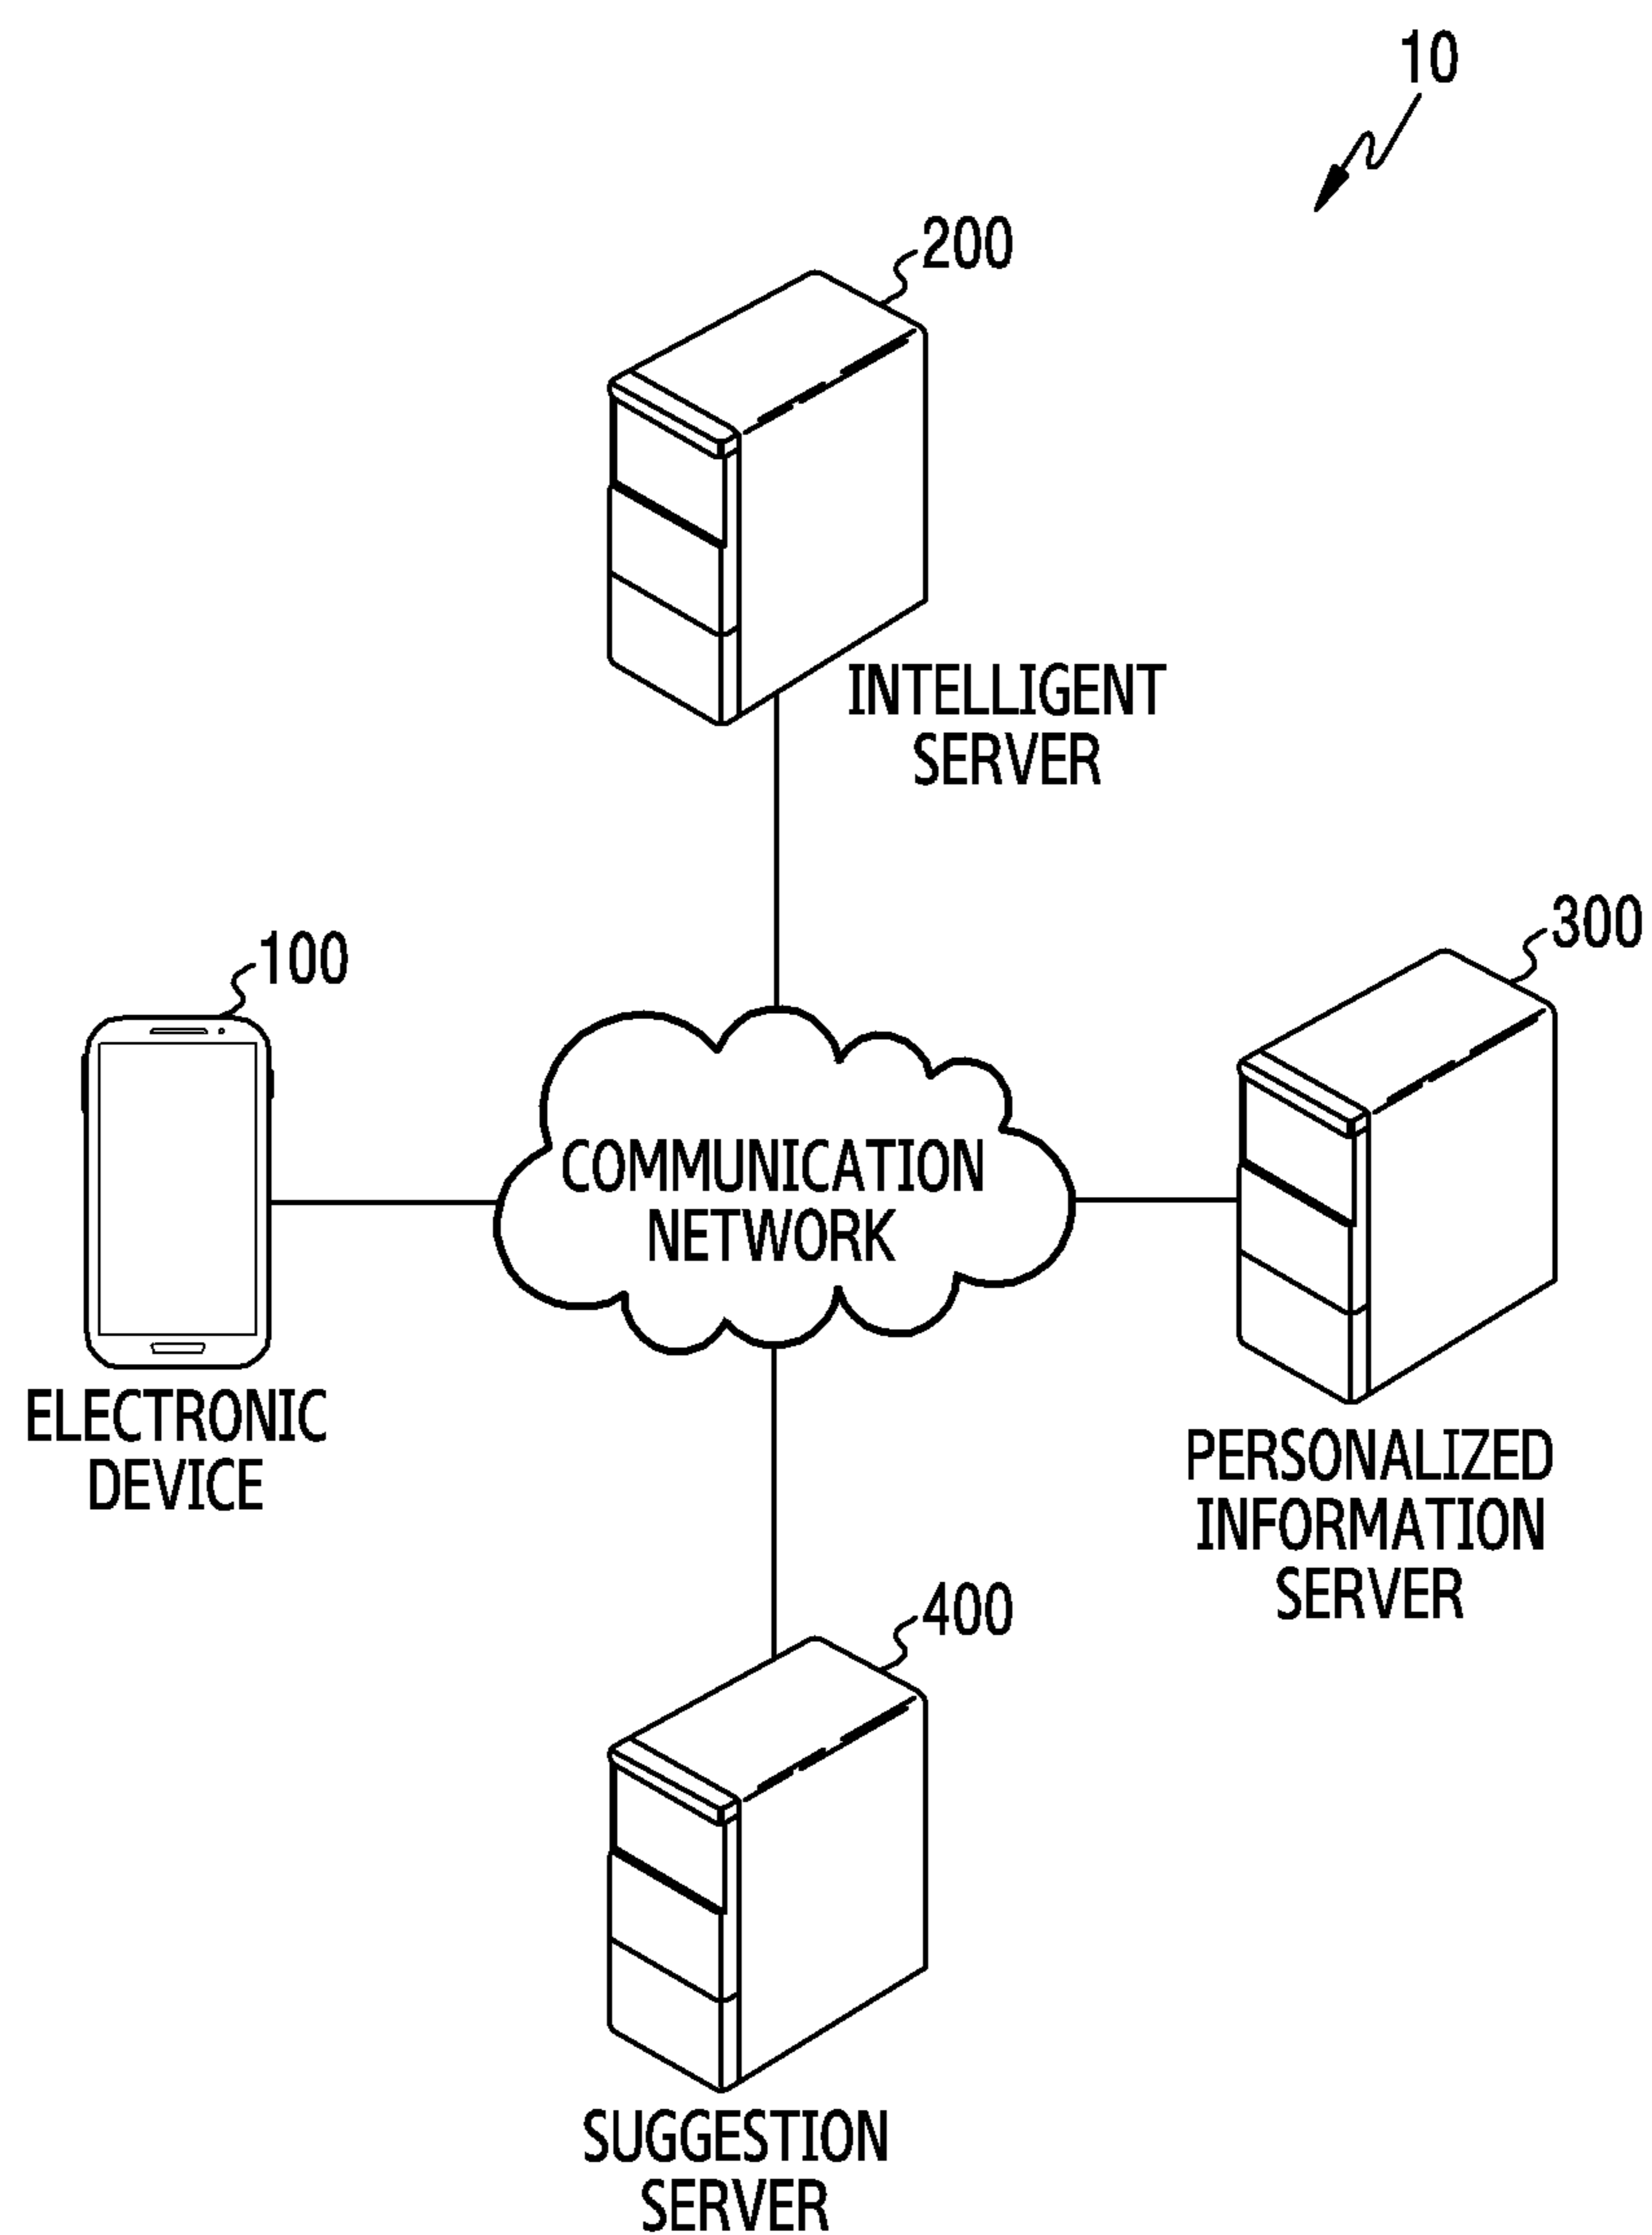 10
200
INTELLIGENT
SERVER
300
100
COMMUNICATION
NETWORK
ELECTRONIC
DEVICE
PERSONALIZED
INFORMATION
SERVER
400
SUGGESTION
SERVER